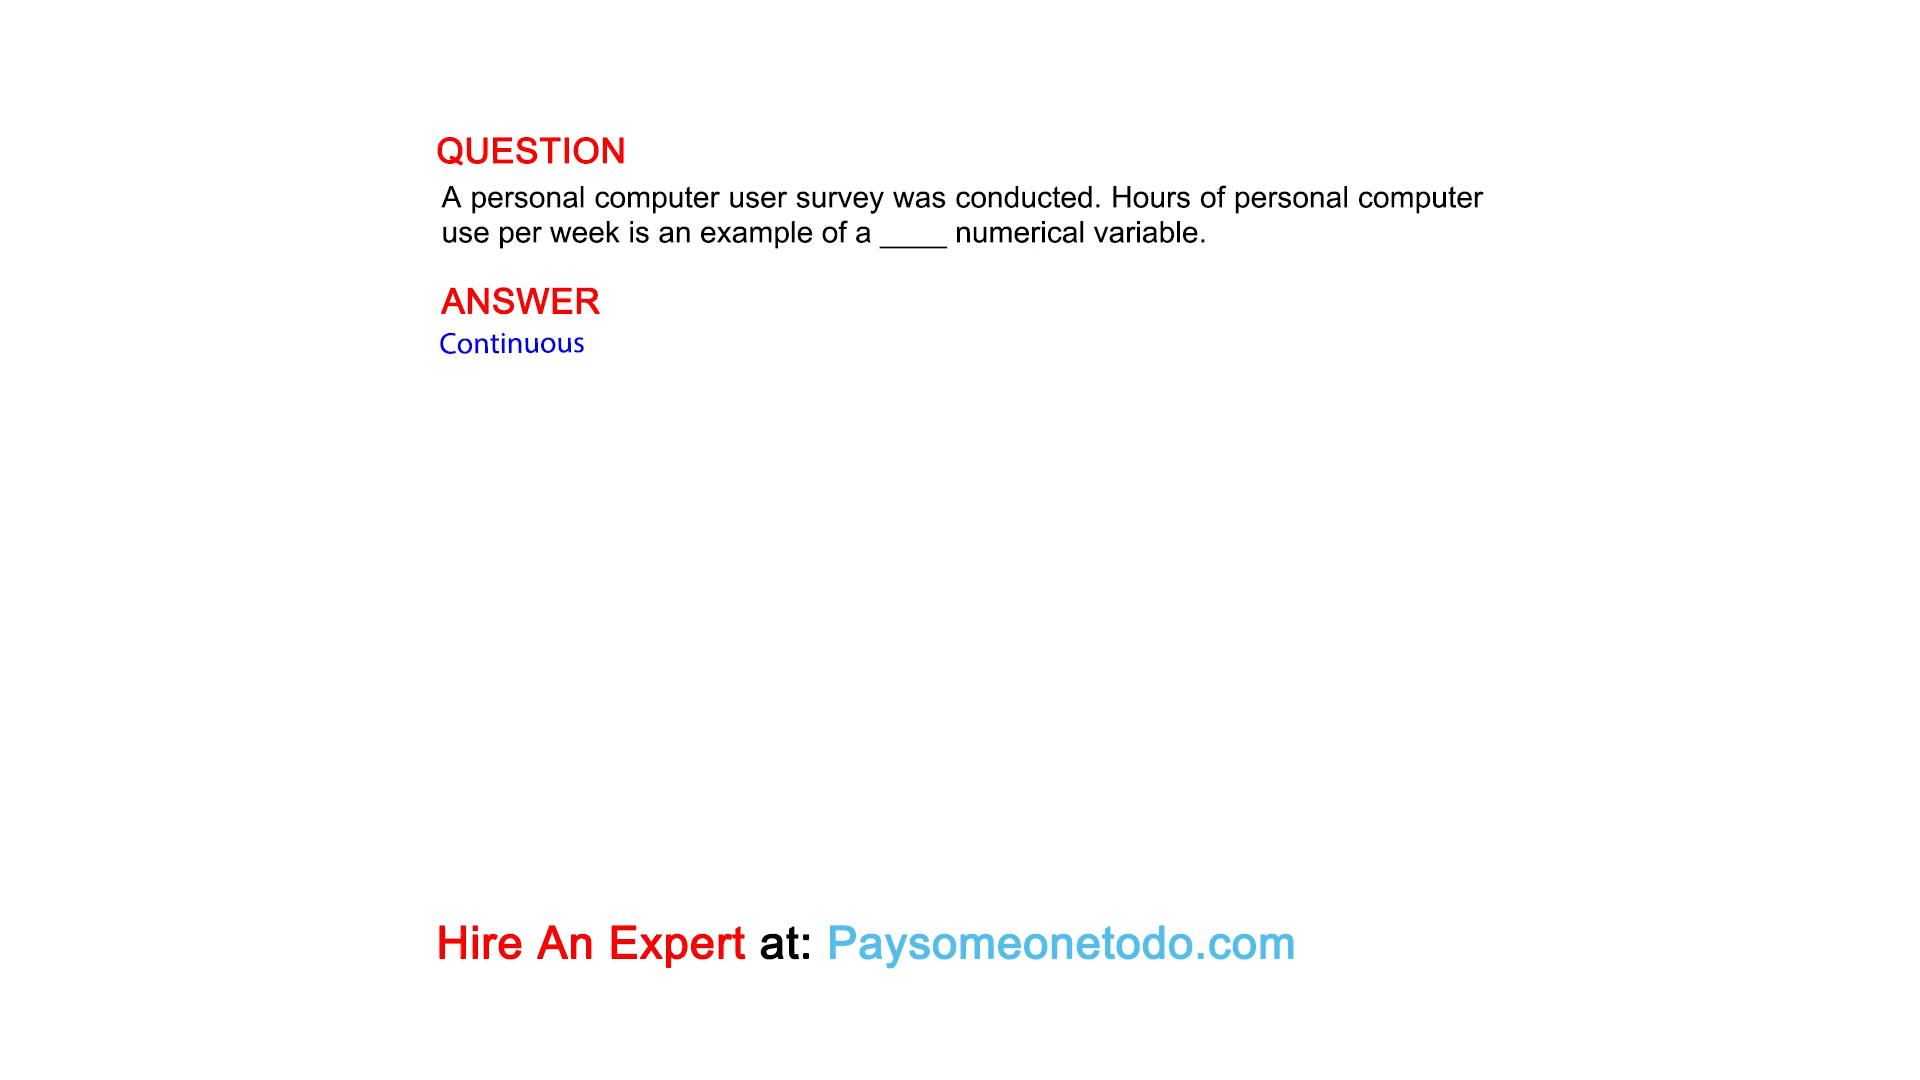 QUESTION
A personal computer user survey was conducted. Hours of personal computer
use per week is an example of a ____ numerical variable.
ANSWER
Continuous
Hire An Expert at: Paysomeonetodo.com